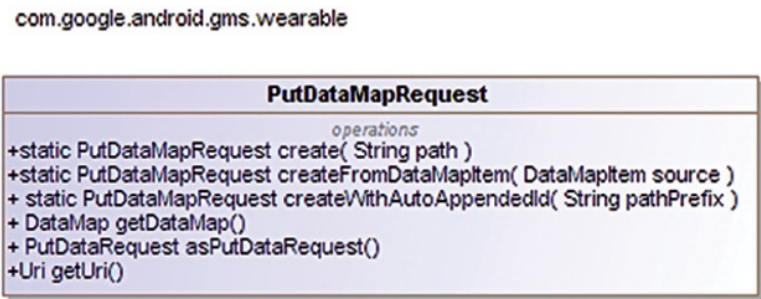 com.google.android.gms.wearable
PutDataMapRequest
operations
+static PutDataMapRequest create( String path )
+static PutDataMapRequest createFromDataMapItem( DataMapItem source )
+ static PutDataMapRequest createWithAutoAppendedId( String pathPrefix )
+ DataMap getDataMap()
+ PutDataRequest asPutDataRequest()
+Uri getUri()